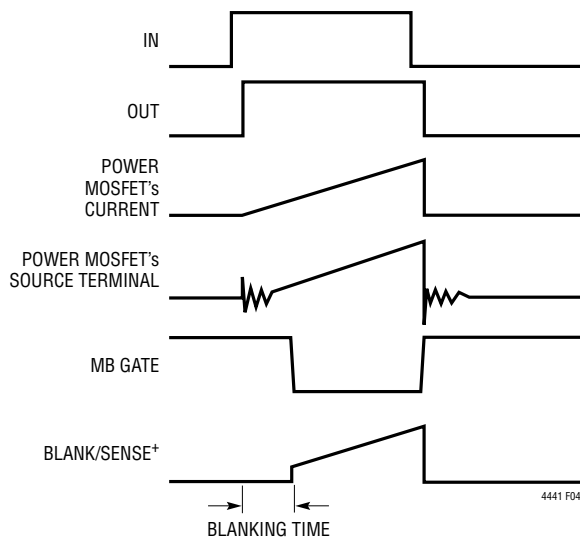 IN
OUT
POWER
MOSFET's
CURRENT
POWER MOSFET's
SOURCE TERMINAL
MB GATE
BLANK/SENSE⁺
4441 F04
BLANKING TIME